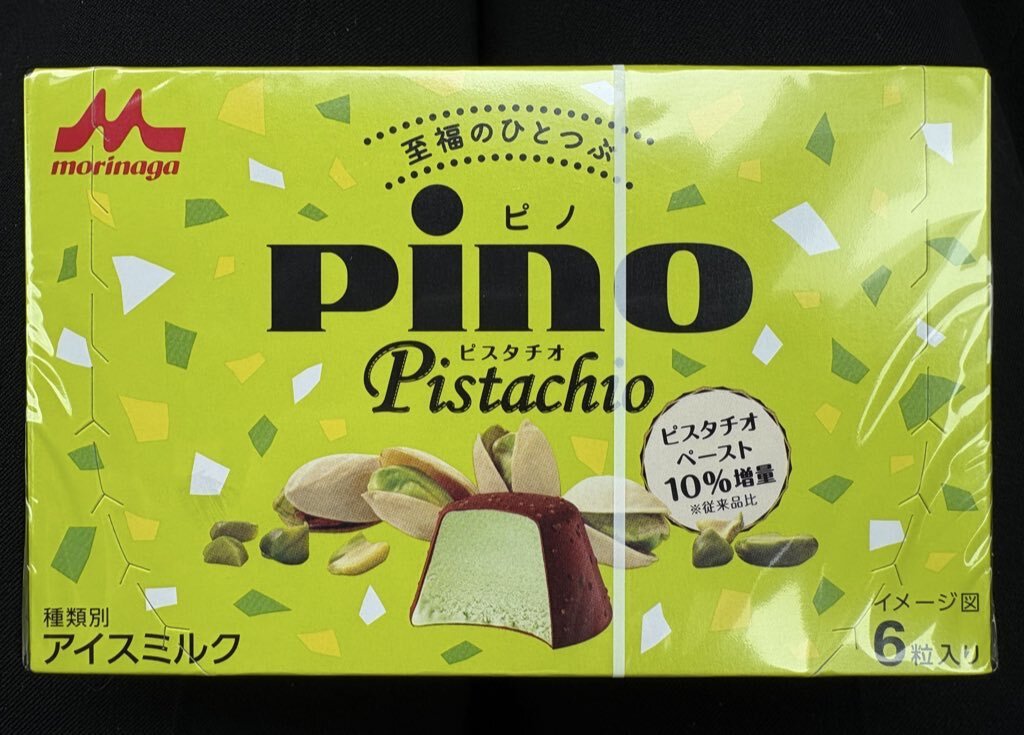 morinaga
至福のひとつぶ
ピノ
pino
ピスタチオ
Pistachio
ピスタチオ
ペースト
10%増量
※従来品比
種類別
アイスミルク
イメージ図
6粒入り